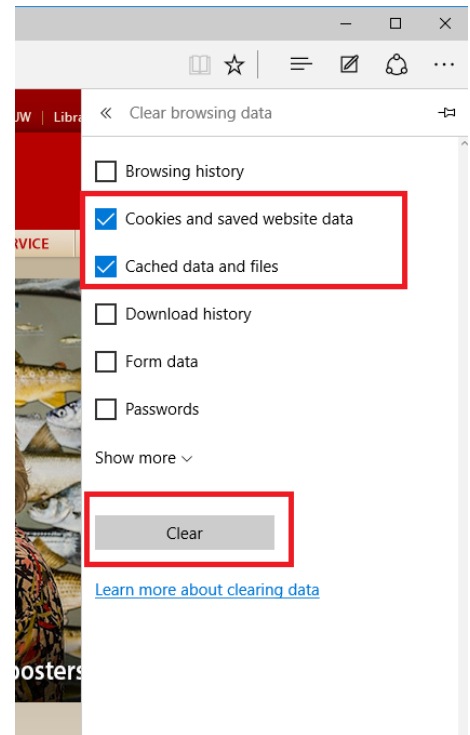 Clear browsing data
UW | Libra
Browsing history
Cookies and saved website data
RVICE
Cached data and files
Download history
Form data
Passwords
Show more
Clear
Learn more about clearing data
posters